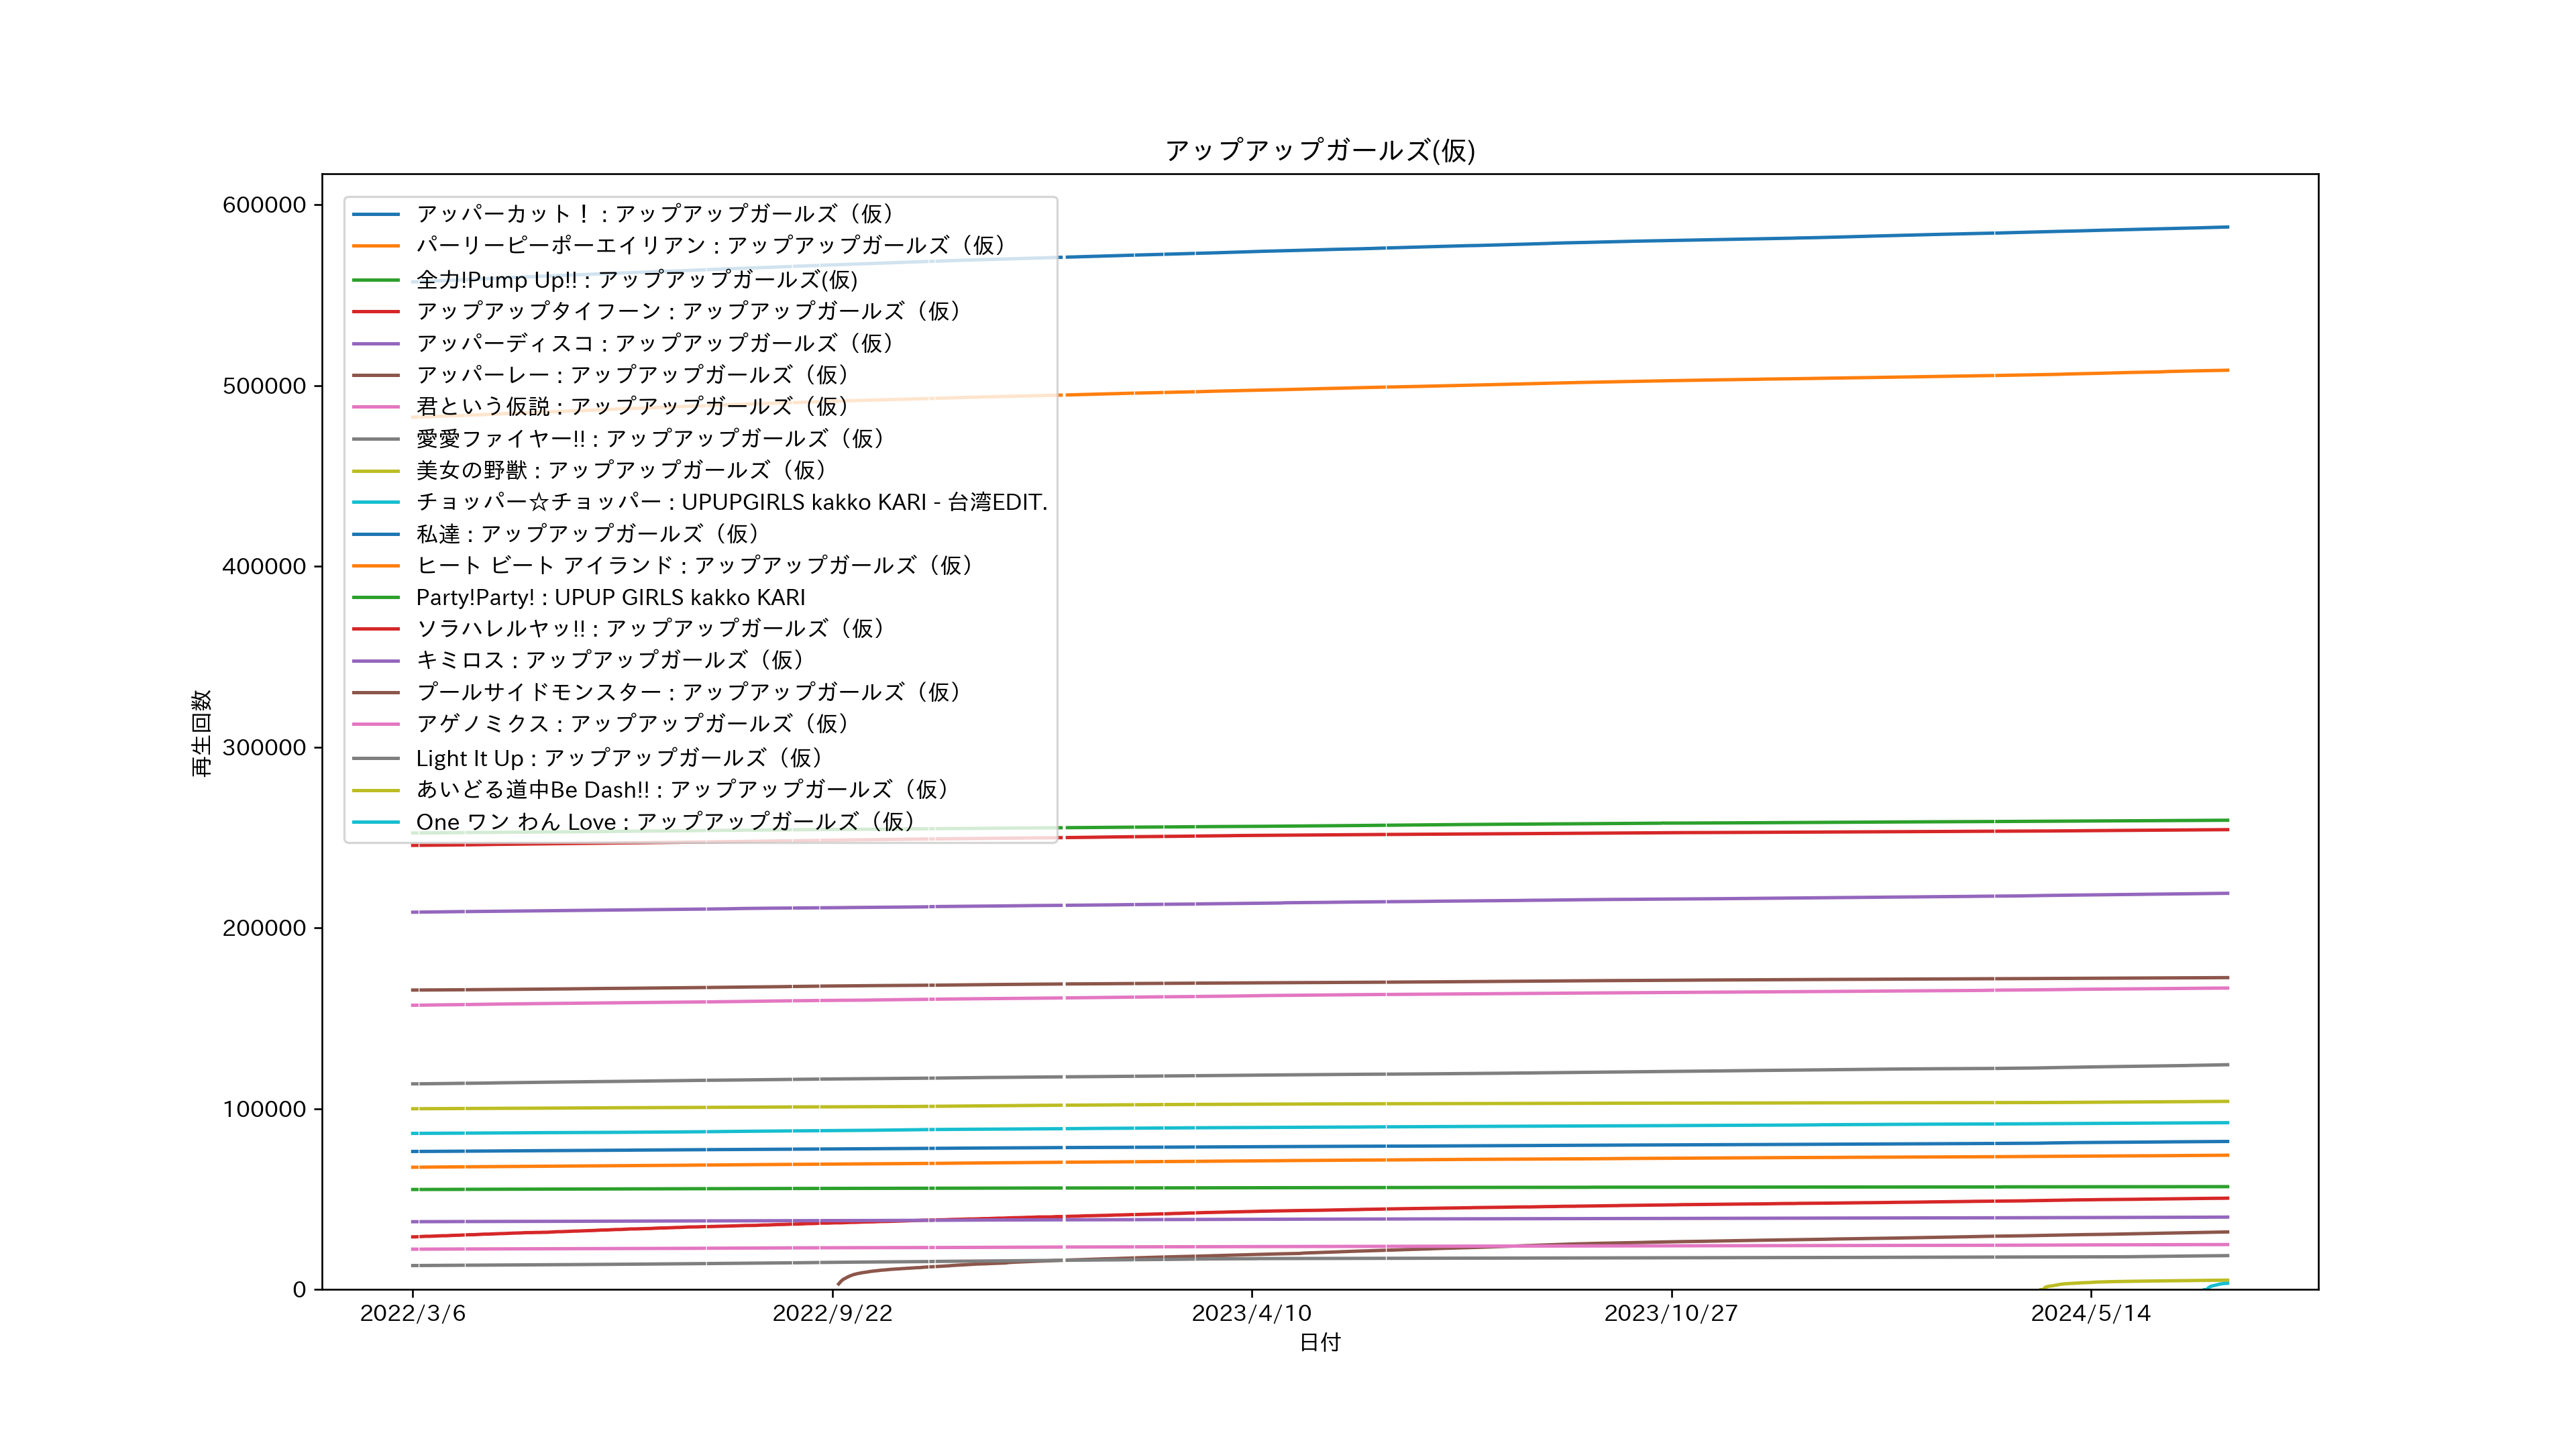 アップアップガールズ(仮)
600000
500000
400000
300000
200000
100000
0
再生回数
アッパーカット！ : アップアップガールズ（仮）
パーリーピーポーエイリアン : アップアップガールズ（仮）
全力!Pump Up!! : アップアップガールズ(仮)
アップアップタイフーン : アップアップガールズ（仮）
アッパーディスコ : アップアップガールズ（仮）
アッパーレー : アップアップガールズ（仮）
君という仮説 : アップアップガールズ（仮）
愛愛ファイヤー!! : アップアップガールズ（仮）
美女の野獣 : アップアップガールズ（仮）
チョッパー☆チョッパー : UPUPGIRLS kakko KARI - 台湾EDIT.
私達 : アップアップガールズ（仮）
ヒート ビート アイランド : アップアップガールズ（仮）
Party!Party! : UPUP GIRLS kakko KARI
ソラハレルヤッ!! : アップアップガールズ（仮）
キミロス : アップアップガールズ（仮）
プールサイドモンスター : アップアップガールズ（仮）
アゲノミクス : アップアップガールズ（仮）
Light It Up : アップアップガールズ（仮）
あいどる道中Be Dash!! : アップアップガールズ（仮）
One ワン わん Love : アップアップガールズ（仮）
2022/3/6
2022/9/22
2023/4/10
2023/10/27
2024/5/14
日付